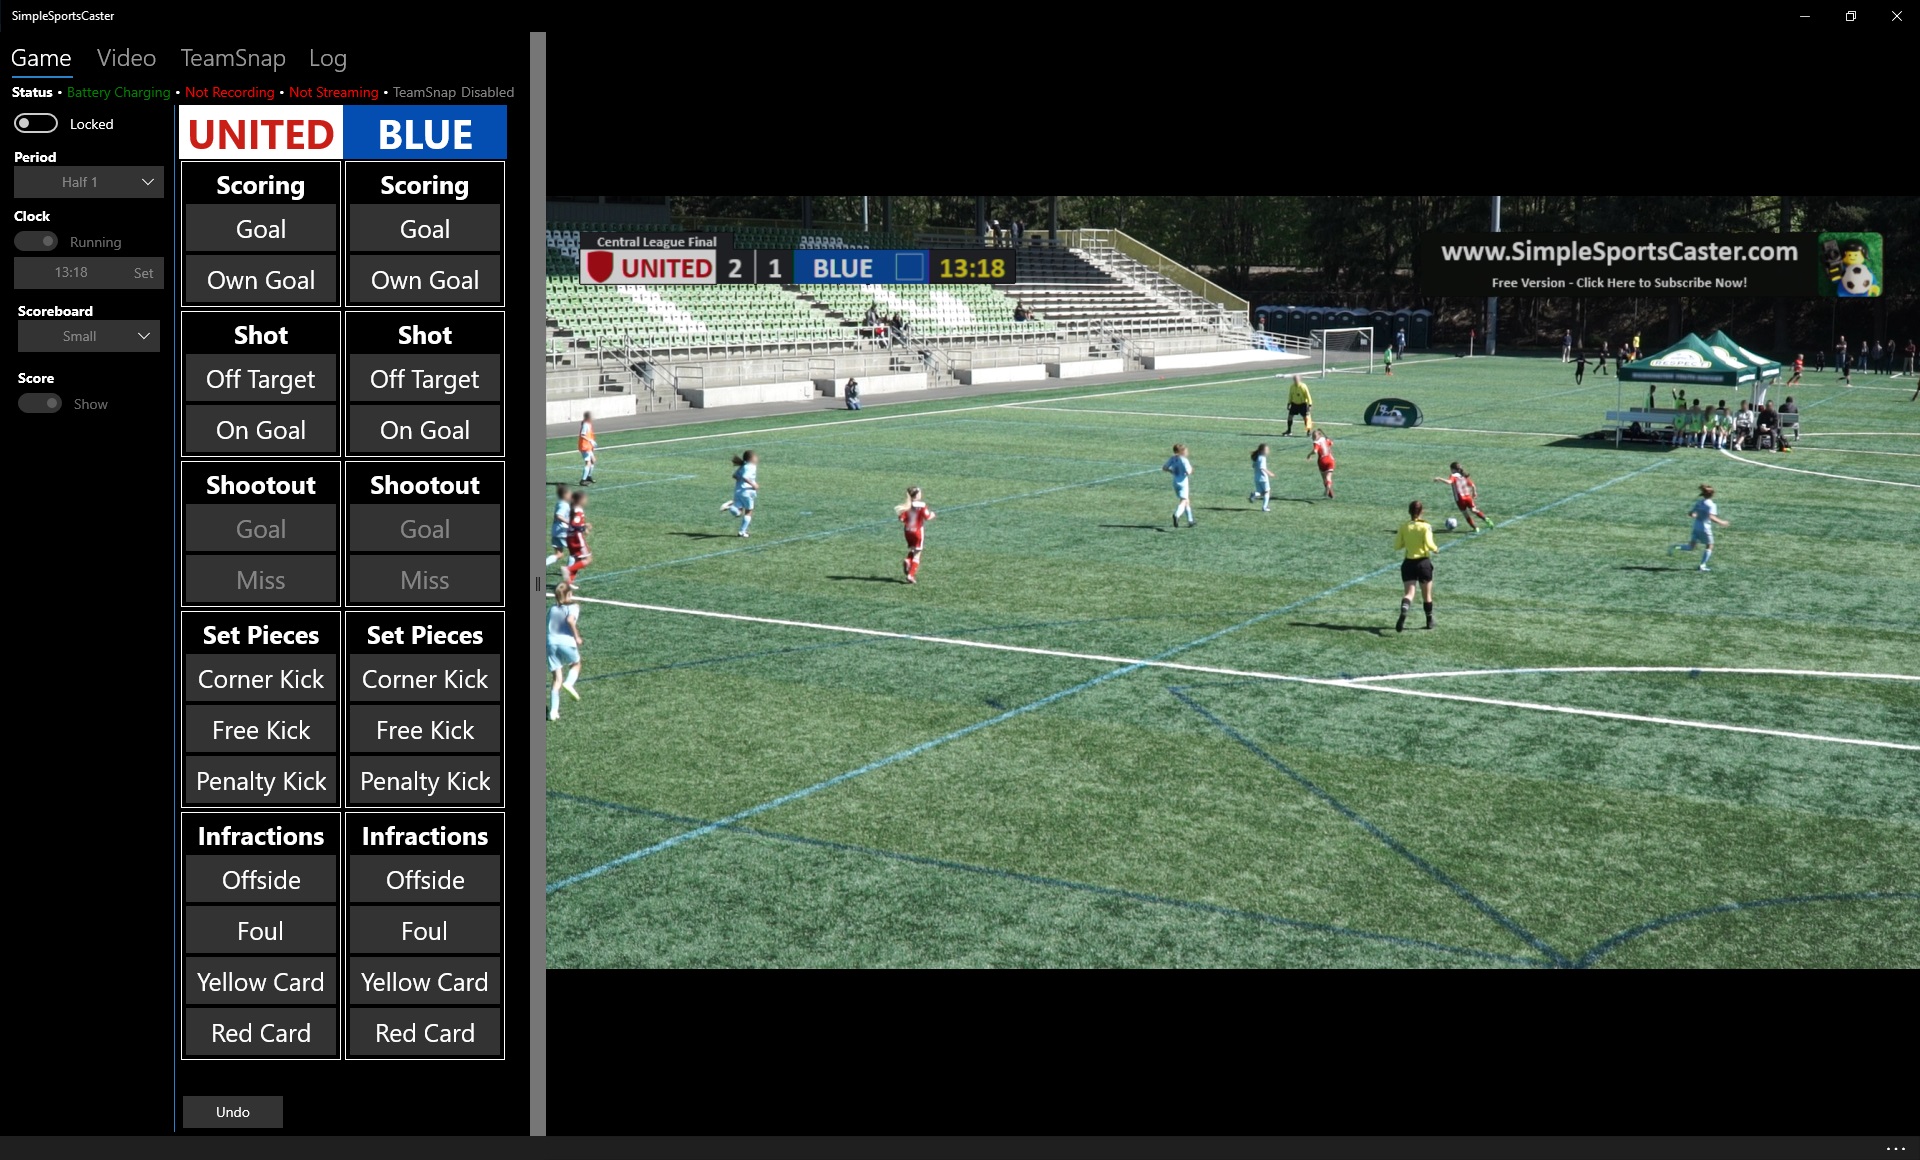 SimpleSportsCaster
Game Video TeamSnap Log
Status • Battery Charging • Not Recording • Not Streaming • TeamSnap Disabled
Locked
Period
Half 1
Clock
Running
13:18 Set
Scoreboard
Small
Score
Show
UNITED BLUE
Scoring Scoring
Goal Goal
Own Goal Own Goal
Shot Shot
Off Target Off Target
On Goal On Goal
Shootout Shootout
Goal Goal
Miss Miss
Set Pieces Set Pieces
Corner Kick Corner Kick
Free Kick Free Kick
Penalty Kick Penalty Kick
Infractions Infractions
Offside Offside
Foul Foul
Yellow Card Yellow Card
Red Card Red Card
Undo
Central League Final
UNITED 2 1 BLUE 13:18
www.SimpleSportsCaster.com
Free Version - Click Here to Subscribe Now!